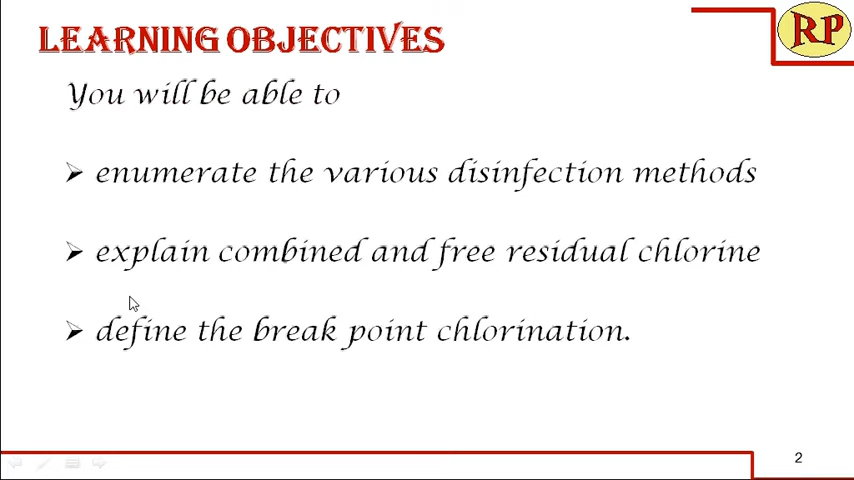 LEARNING OBJECTIVES
RP
You will be able to
➢ enumerate the various disinfection methods
➢ explain combined and free residual chlorine
➢ define the break point chlorination.
2